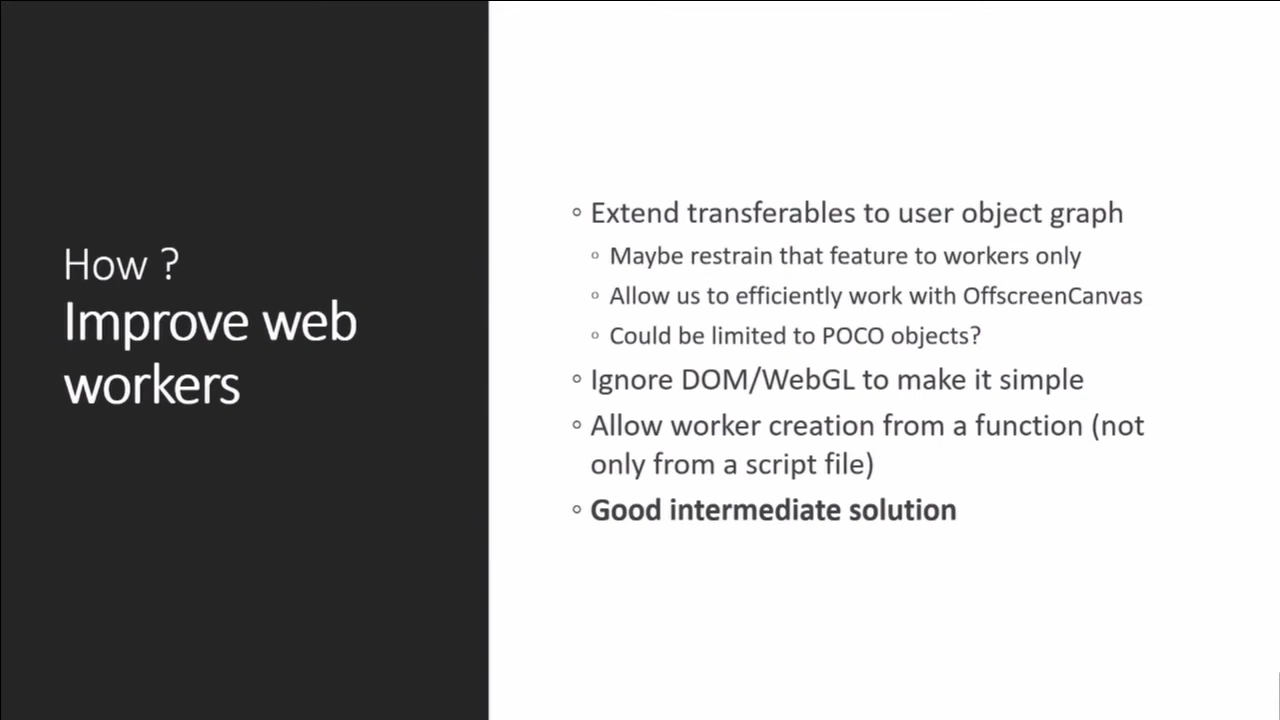 How ?
Improve web
workers
◦ Extend transferables to user object graph
◦ Maybe restrain that feature to workers only
◦ Allow us to efficiently work with OffscreenCanvas
◦ Could be limited to POCO objects?
◦ Ignore DOM/WebGL to make it simple
◦ Allow worker creation from a function (not
only from a script file)
◦ Good intermediate solution